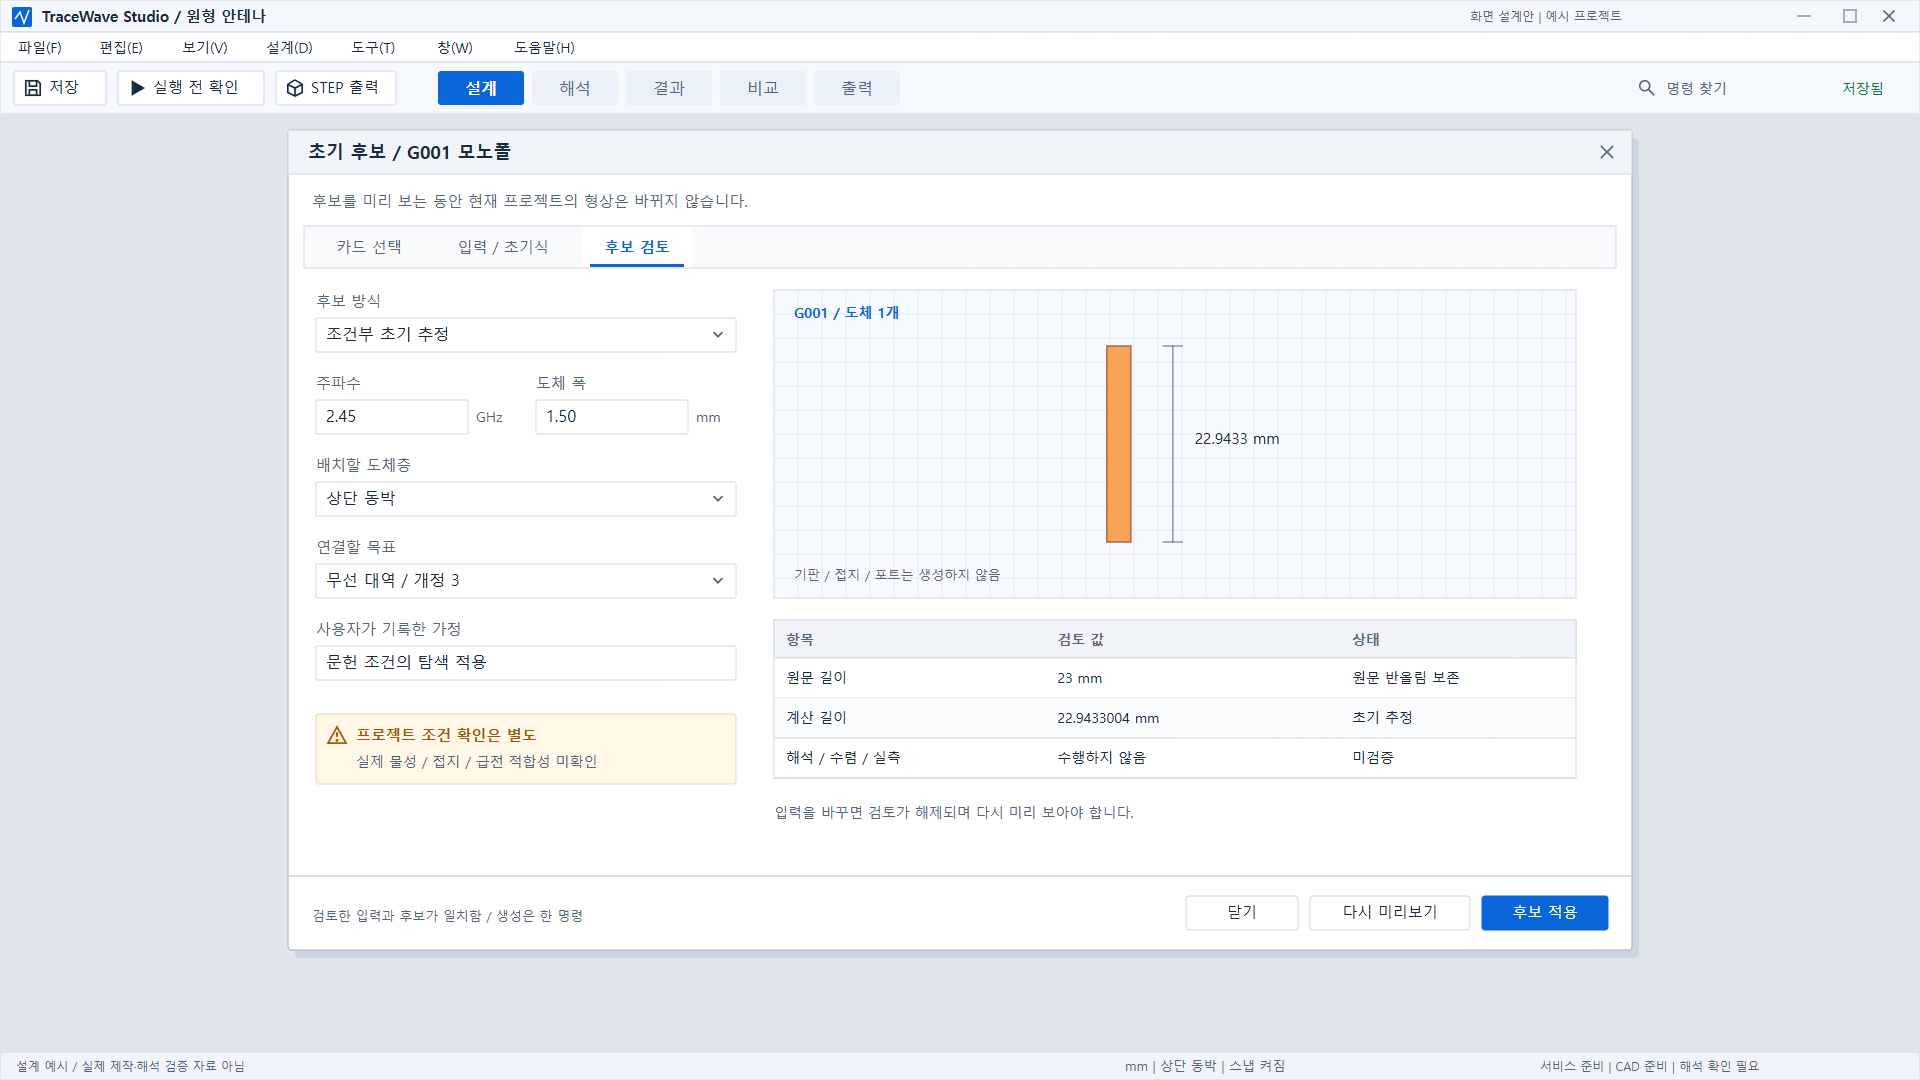 TraceWave Studio / 원형 안테나
화면 설계안 | 예시 프로젝트
파일(F) 편집(E) 보기(V) 설계(D) 도구(T) 창(W) 도움말(H)
저장 실행 전 확인 STEP 출력 설계 해석 결과 비교 출력 명령 찾기 저장됨
초기 후보 / G001 모노폴
후보를 미리 보는 동안 현재 프로젝트의 형상은 바뀌지 않습니다.
카드 선택 입력 / 초기식 후보 검토
후보 방식
조건부 초기 추정
주파수 도체 폭
2.45 GHz 1.50 mm
배치할 도체층
상단 동박
연결할 목표
무선 대역 / 개정 3
사용자가 기록한 가정
문헌 조건의 탐색 적용
프로젝트 조건 확인은 별도
실제 물성 / 접지 / 급전 적합성 미확인
G001 / 도체 1개
22.9433 mm
기판 / 접지 / 포트는 생성하지 않음
항목 검토 값 상태
원문 길이 23 mm 원문 반올림 보존
계산 길이 22.9433004 mm 초기 추정
해석 / 수렴 / 실측 수행하지 않음 미검증
입력을 바꾸면 검토가 해제되며 다시 미리 보아야 합니다.
검토한 입력과 후보가 일치함 / 생성은 한 명령
닫기 다시 미리보기 후보 적용
설계 예시 / 실제 제작·해석 검증 자료 아님
mm | 상단 동박 | 스냅 켜짐
서비스 준비 | CAD 준비 | 해석 확인 필요